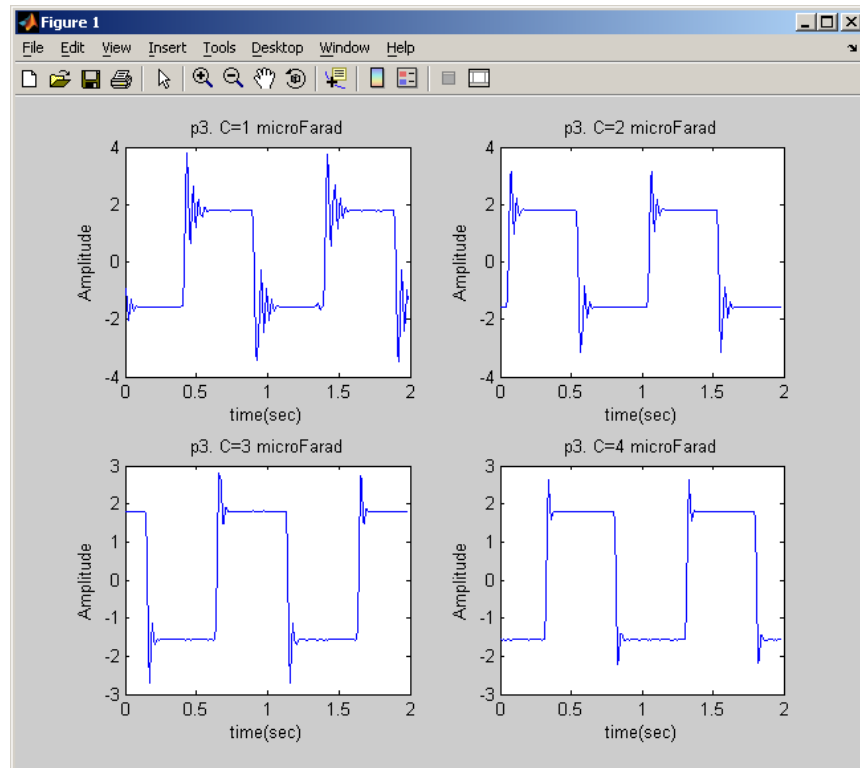 Figure 1
File Edit View Insert Tools Desktop Window Help
p3. C=1 microFarad
4
2
0
-2
-4
Amplitude
0 0.5 1 1.5 2
time(sec)
p3. C=2 microFarad
4
2
0
-2
-4
Amplitude
0 0.5 1 1.5 2
time(sec)
p3. C=3 microFarad
3
2
1
0
-1
-2
-3
Amplitude
0 0.5 1 1.5 2
time(sec)
p3. C=4 microFarad
3
2
1
0
-1
-2
-3
Amplitude
0 0.5 1 1.5 2
time(sec)